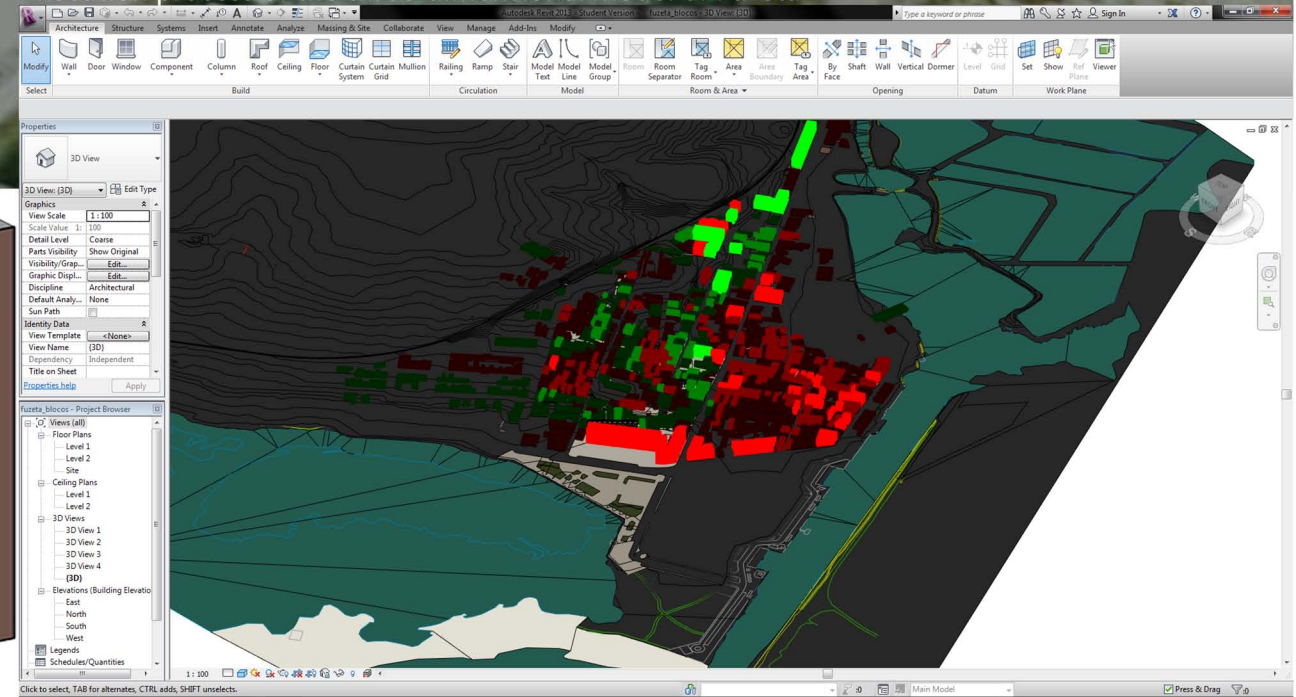 Autodesk Revit 2013 - Student Version - fuzeta_blocos - 3D View: {3D}
Type a keyword or phrase
Sign In
Architecture Structure Systems Insert Annotate Analyze Massing & Site Collaborate View Manage Add-Ins Modify
Modify Wall Door Window Component Column Roof Ceiling Floor Curtain System Curtain Grid Mullion Railing Ramp Stair Model Text Model Line Model Group Room Room Separator Tag Room Area Area Boundary Tag Area By Face Shaft Wall Vertical Dormer Level Grid Set Show Ref Plane Viewer
Select Build Circulation Model Room & Area Opening Datum Work Plane
Properties
3D View
3D View: {3D} Edit Type
Graphics
View Scale 1 : 100
Scale Value 1: 100
Detail Level Coarse
Parts Visibility Show Original
Visibility/Grap... Edit...
Graphic Displ... Edit...
Discipline Architectural
Default Analy... None
Sun Path
Identity Data
View Template <None>
View Name {3D}
Dependency Independent
Title on Sheet
Properties help Apply
fuzeta_blocos - Project Browser
Views (all)
Floor Plans
Level 1
Level 2
Site
Ceiling Plans
Level 1
Level 2
3D Views
3D View 1
3D View 2
3D View 3
3D View 4
{3D}
Elevations (Building Elevatio
East
North
South
West
Legends
Schedules/Quantities
1 : 100
Click to select, TAB for alternates, CTRL adds, SHIFT unselects.
:0 Main Model Press & Drag :0